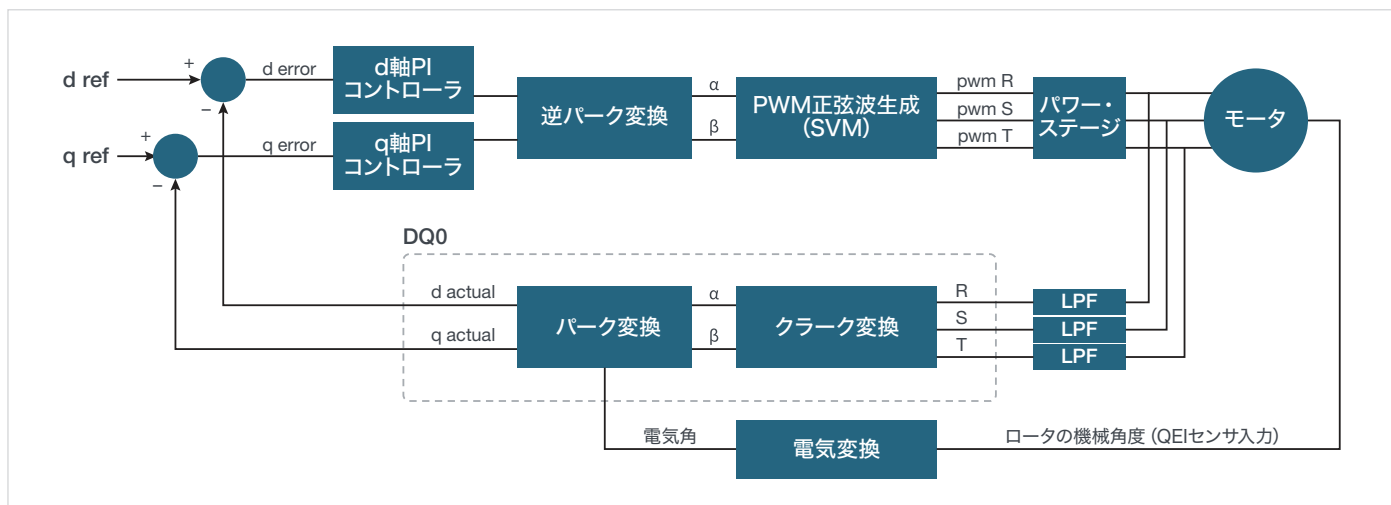 d ref
+
−
d error
d軸PI
コントローラ
q ref
+
−
q error
q軸PI
コントローラ
逆パーク変換
α
β
PWM正弦波生成
(SVM)
pwm R
pwm S
pwm T
パワー・
ステージ
モータ
DQ0
d actual
q actual
パーク変換
α
β
クラーク変換
R
S
T
LPF
LPF
LPF
電気角
電気変換
ロータの機械角度 (QEIセンサ入力)